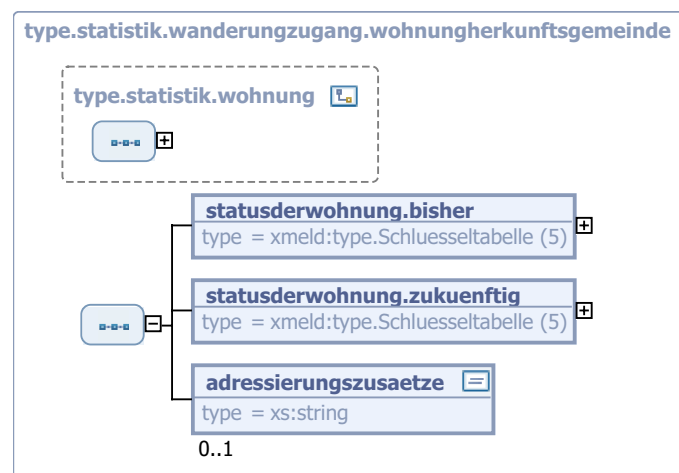 type.statistik.wanderungzugang.wohnungherkunftsgemeinde
type.statistik.wohnung
statusderwohnung.bisher
type = xmeld:type.Schluesseltabelle (5)
statusderwohnung.zukuenftig
type = xmeld:type.Schluesseltabelle (5)
adressierungszusaetze
type = xs:string
0..1